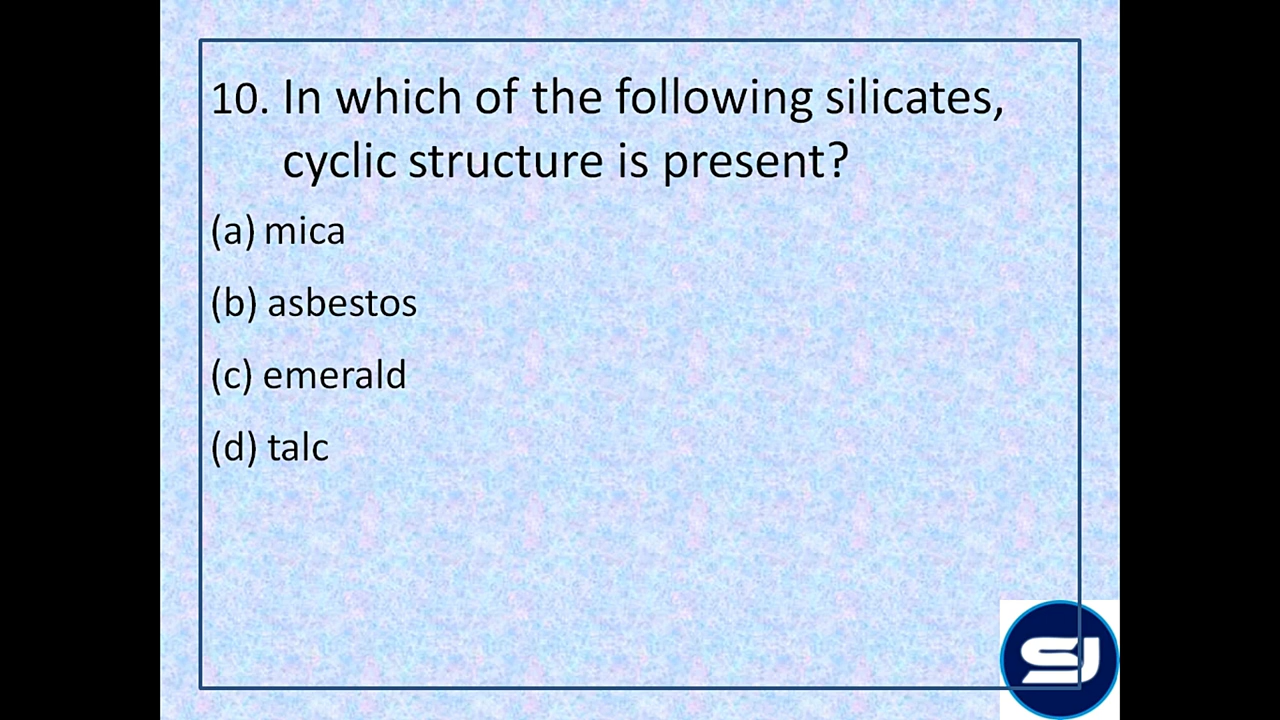 10. In which of the following silicates,
cyclic structure is present?
(a) mica
(b) asbestos
(c) emerald
(d) talc
SJ